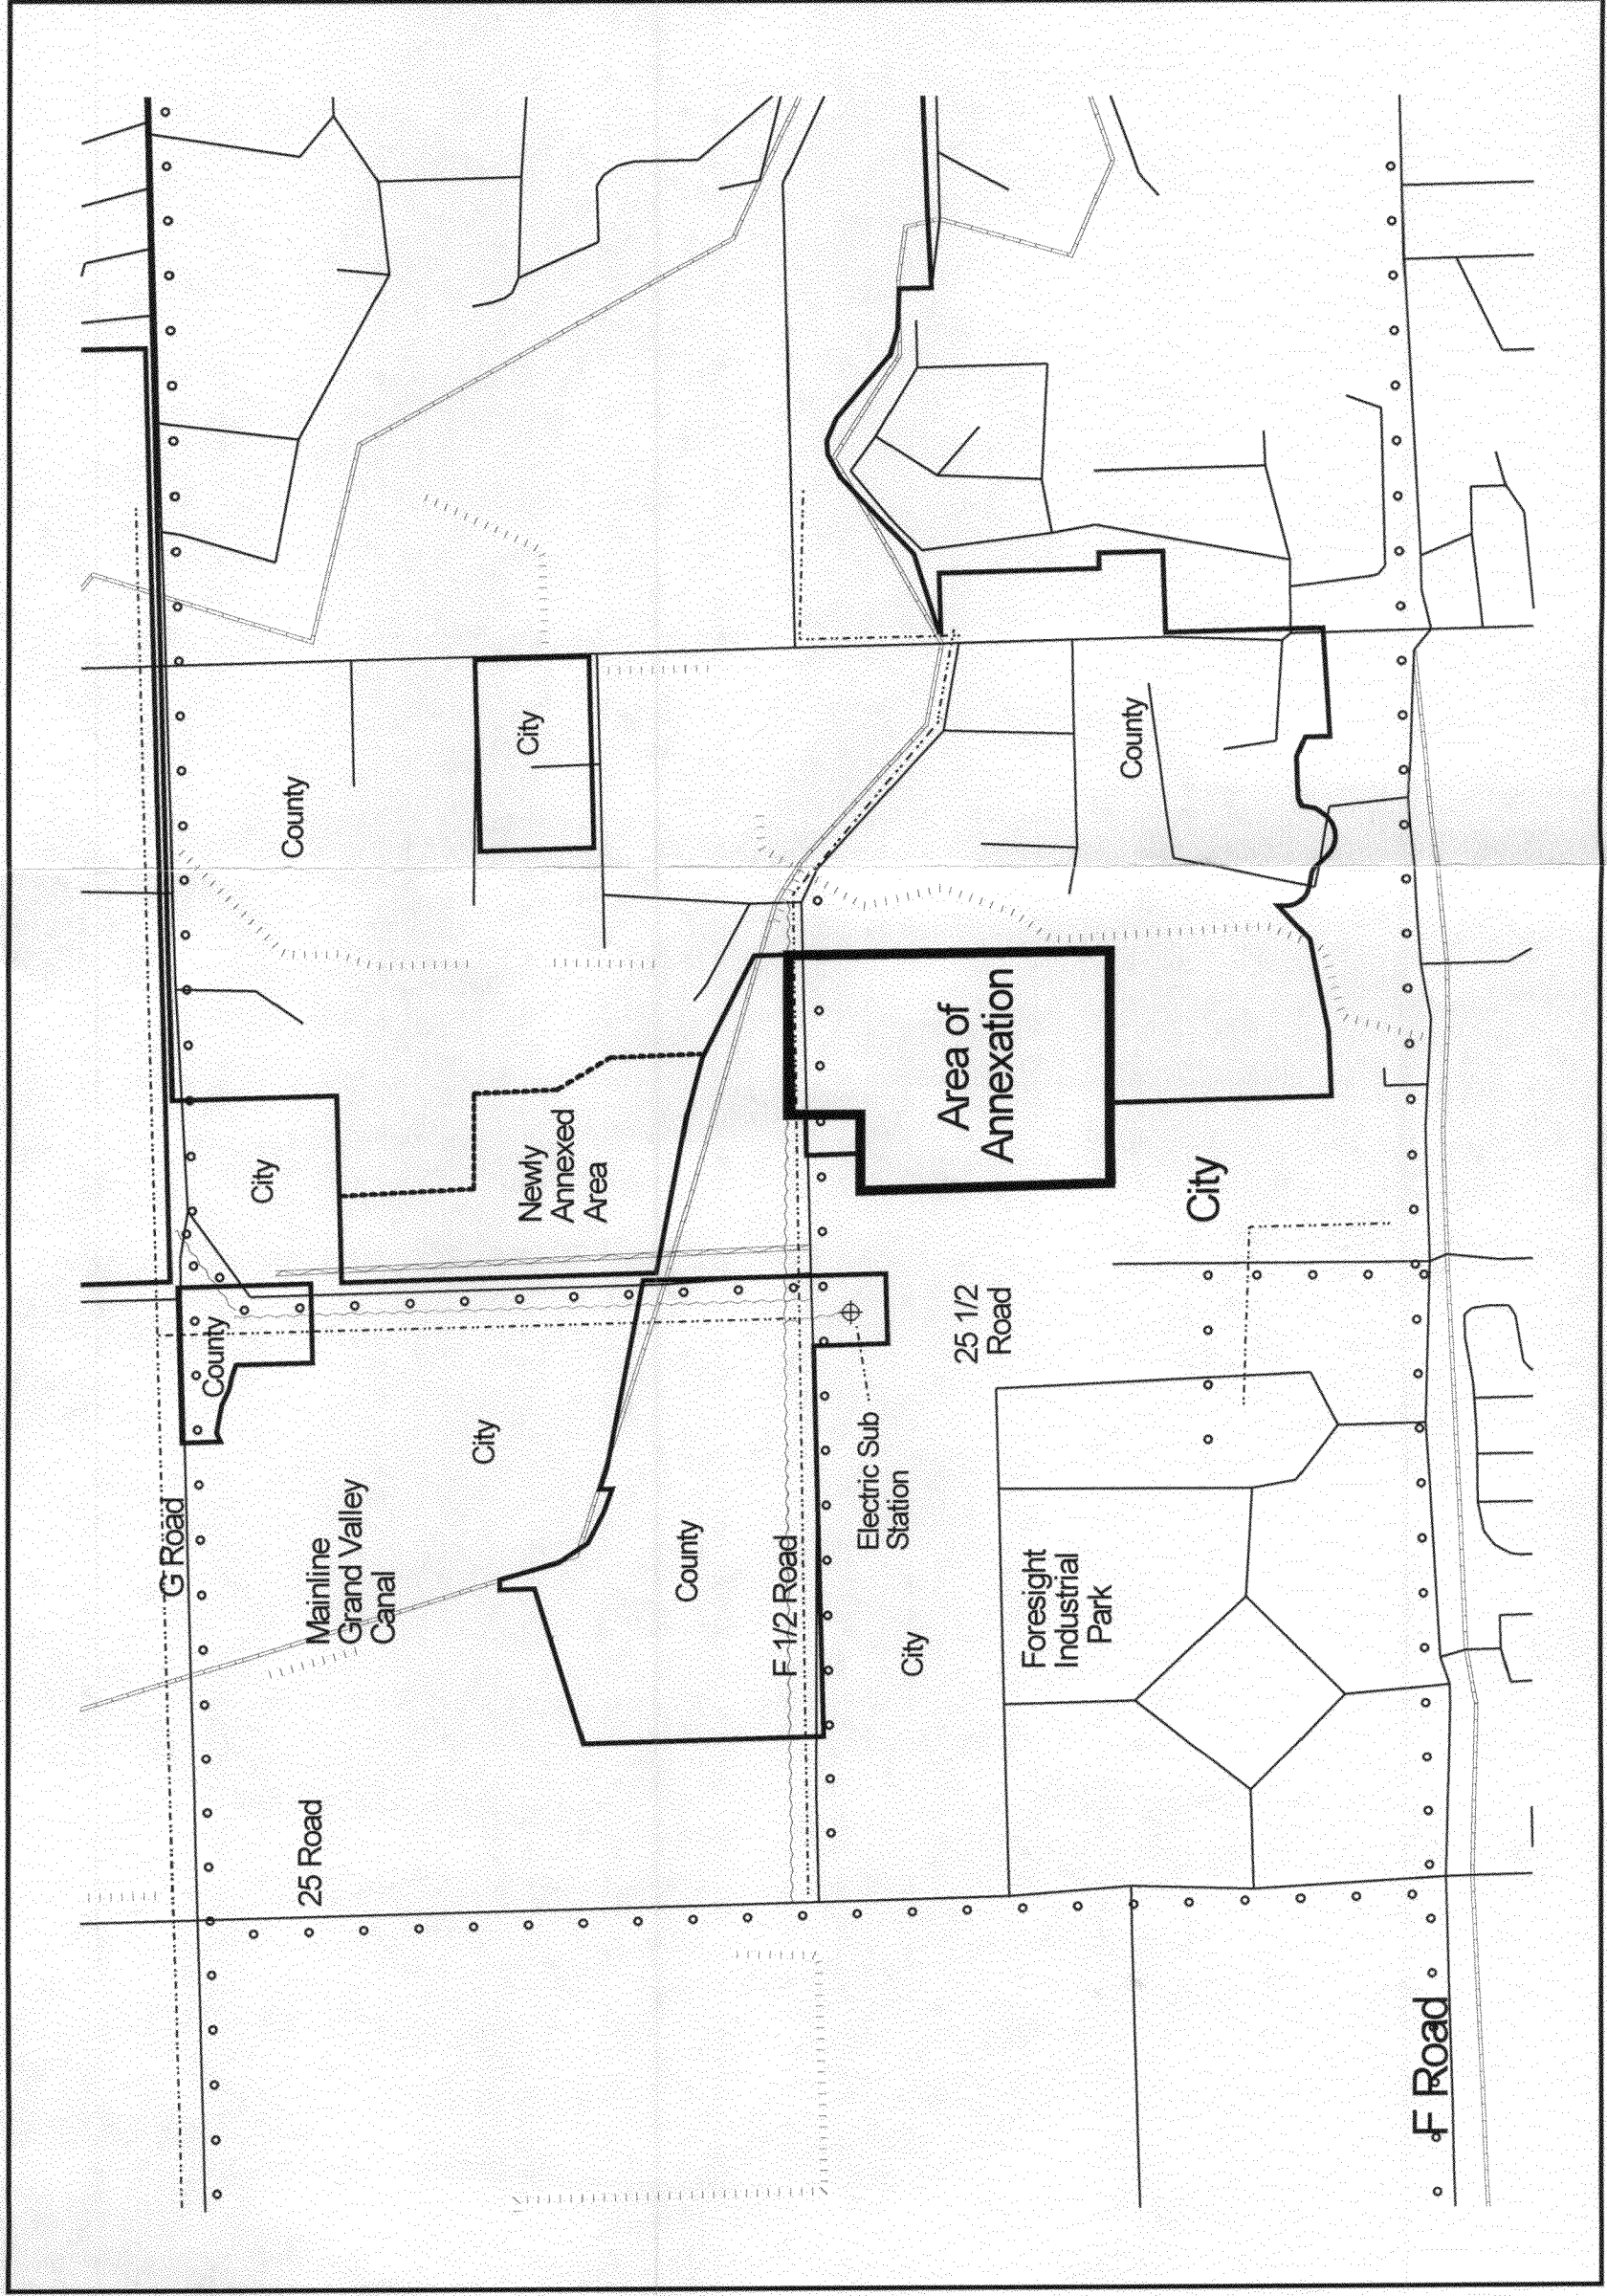 G Road
County
City
County
25 Road
Mainline
Grand Valley
Canal
City
Newly
Annexed
Area
City
County
F 1/2 Road
Electric Sub
Station
City
25 1/2
Road
Area of
Annexation
Foresight
Industrial
Park
County
City
F Road